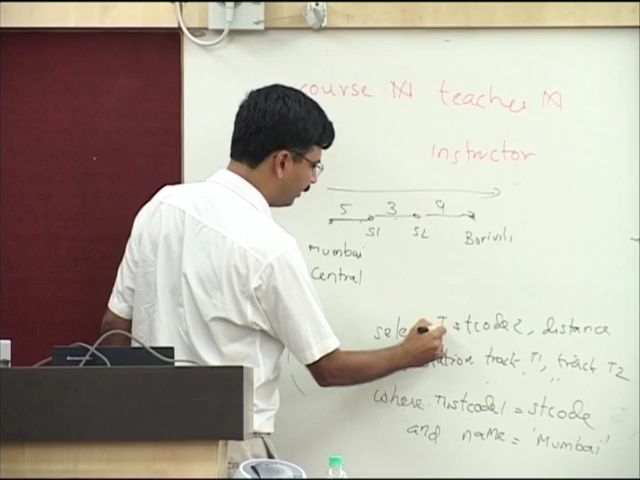 course ⋈ teaches ⋈
instructor
5 3 9
S1 S2 Borivili
Mumbai
Central
T1 stcode2, distance
track T1, track T2
where T1.stcode1 = stcode
and name = 'Mumbai'